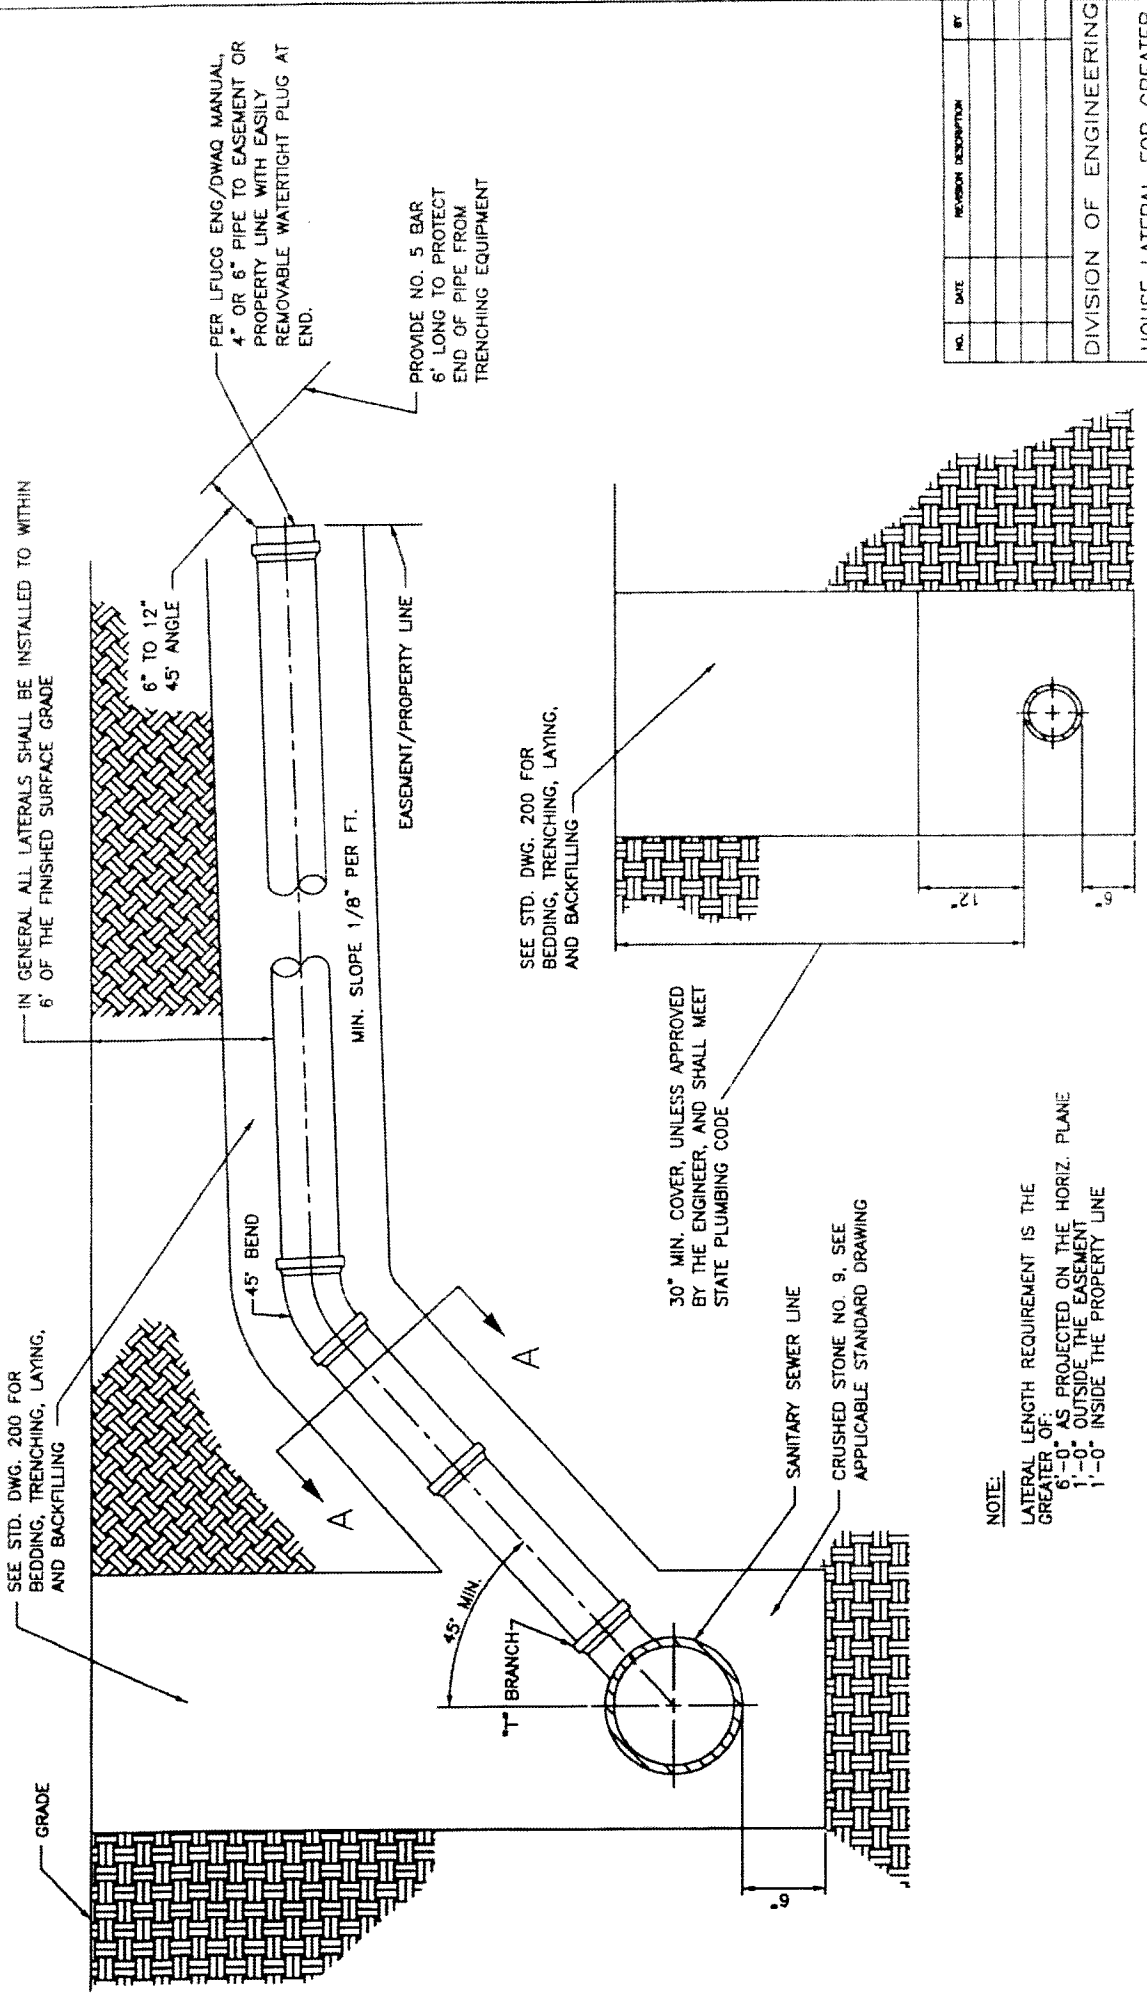 GRADE
SEE STD. DWG. 200 FOR
BEDDING, TRENCHING, LAYING,
AND BACKFILLING
IN GENERAL ALL LATERALS SHALL BE INSTALLED TO WITHIN
6' OF THE FINISHED SURFACE GRADE
6" TO 12"
45° ANGLE
PER LFUCG ENG/DWAQ MANUAL,
4" OR 6" PIPE TO EASEMENT OR
PROPERTY LINE WITH EASILY
REMOVABLE WATERTIGHT PLUG AT
END.
PROVIDE NO. 5 BAR
6' LONG TO PROTECT
END OF PIPE FROM
TRENCHING EQUIPMENT
45° BEND
MIN. SLOPE 1/8" PER FT.
EASEMENT/PROPERTY LINE
A
A
45° MIN.
"T" BRANCH
6"
SANITARY SEWER LINE
CRUSHED STONE NO. 9, SEE
APPLICABLE STANDARD DRAWING
SEE STD. DWG. 200 FOR
BEDDING, TRENCHING, LAYING,
AND BACKFILLING
30" MIN. COVER, UNLESS APPROVED
BY THE ENGINEER, AND SHALL MEET
STATE PLUMBING CODE
12"
6"
NOTE:
LATERAL LENGTH REQUIREMENT IS THE
GREATER OF:
6'-0" AS PROJECTED ON THE HORIZ. PLANE
1'-0" OUTSIDE THE EASEMENT
1'-0" INSIDE THE PROPERTY LINE
NO. DATE REVISION DESCRIPTION BY
DIVISION OF ENGINEERING
HOUSE LATERAL FOR GREATER